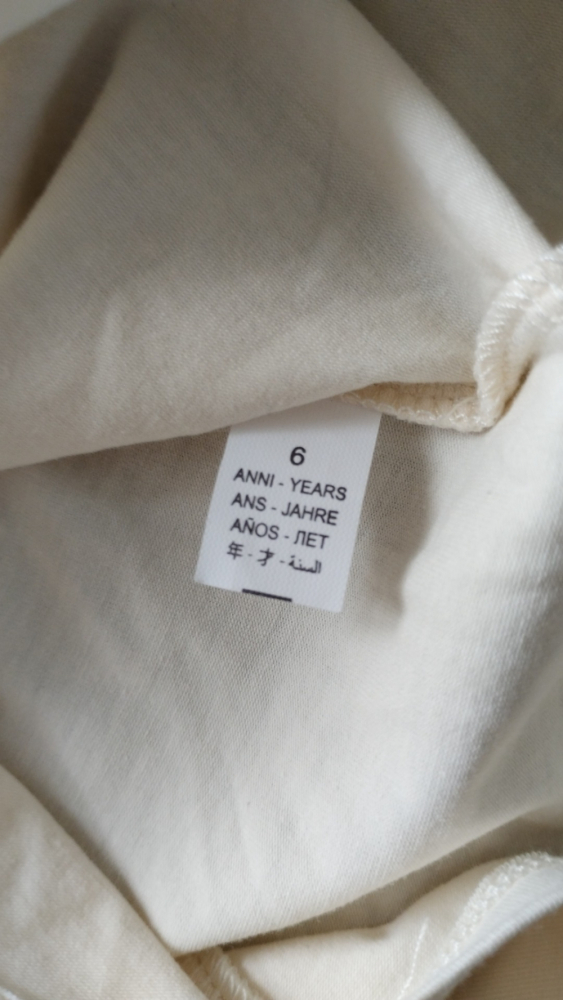 6
ANNI - YEARS
ANS - JAHRE
AÑOS - ЛЕТ
年 - 才 - السنة